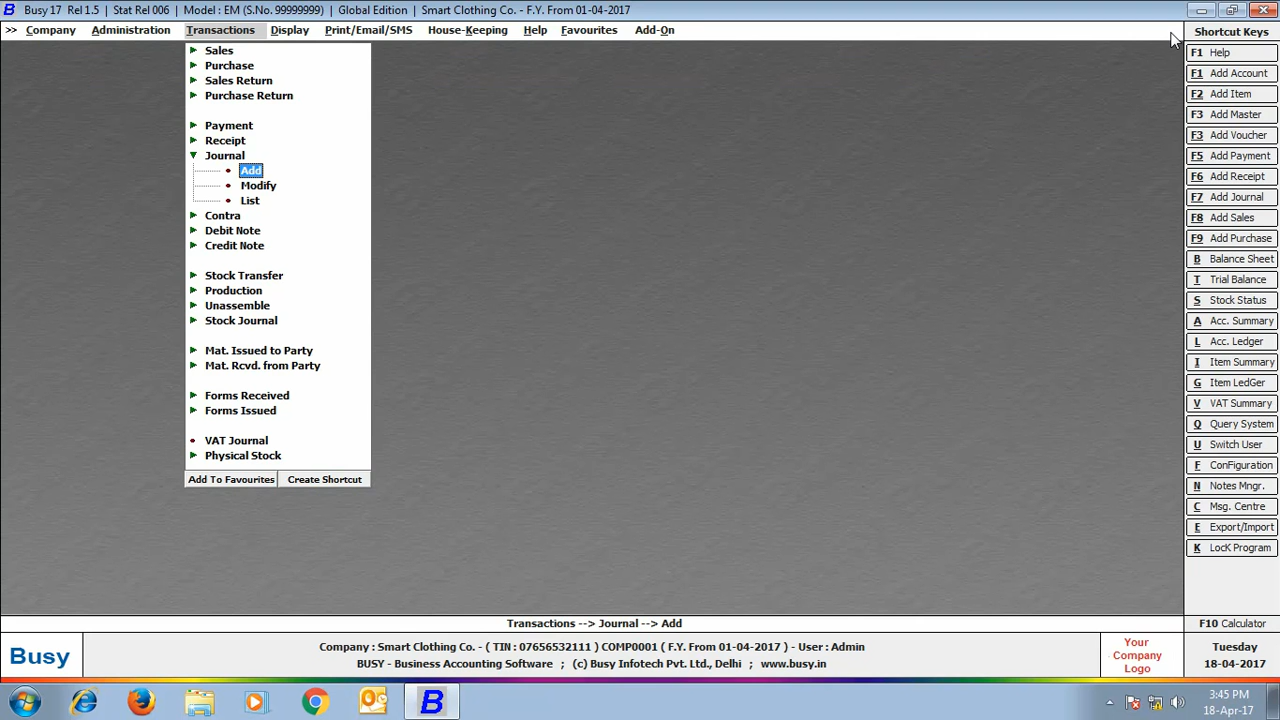 Busy 17 Rel 1.5 | Stat Rel 006 | Model : EM (S.No. 99999999) | Global Edition | Smart Clothing Co. - F.Y. From 01-04-2017
>> Company Administration Transactions Display Print/Email/SMS House-Keeping Help Favourites Add-On
Sales
Purchase
Sales Return
Purchase Return
Payment
Receipt
Journal
Add
Modify
List
Contra
Debit Note
Credit Note
Stock Transfer
Production
Unassemble
Stock Journal
Mat. Issued to Party
Mat. Rcvd. from Party
Forms Received
Forms Issued
VAT Journal
Physical Stock
Add To Favourites Create Shortcut
Shortcut Keys
F1 Help
F1 Add Account
F2 Add Item
F3 Add Master
F3 Add Voucher
F5 Add Payment
F6 Add Receipt
F7 Add Journal
F8 Add Sales
F9 Add Purchase
B Balance Sheet
T Trial Balance
S Stock Status
A Acc. Summary
L Acc. Ledger
I Item Summary
G Item LedGer
V VAT Summary
Q Query System
U Switch User
F ConFiguration
N Notes Mngr.
C Msg. Centre
E Export/Import
K LocK Program
Transactions --> Journal --> Add
F10 Calculator
Busy
Company : Smart Clothing Co. - ( TIN : 07656532111 ) COMP0001 ( F.Y. From 01-04-2017 ) - User : Admin
BUSY - Business Accounting Software ; (c) Busy Infotech Pvt. Ltd., Delhi ; www.busy.in
Your
Company
Logo
Tuesday
18-04-2017
3:45 PM
18-Apr-17